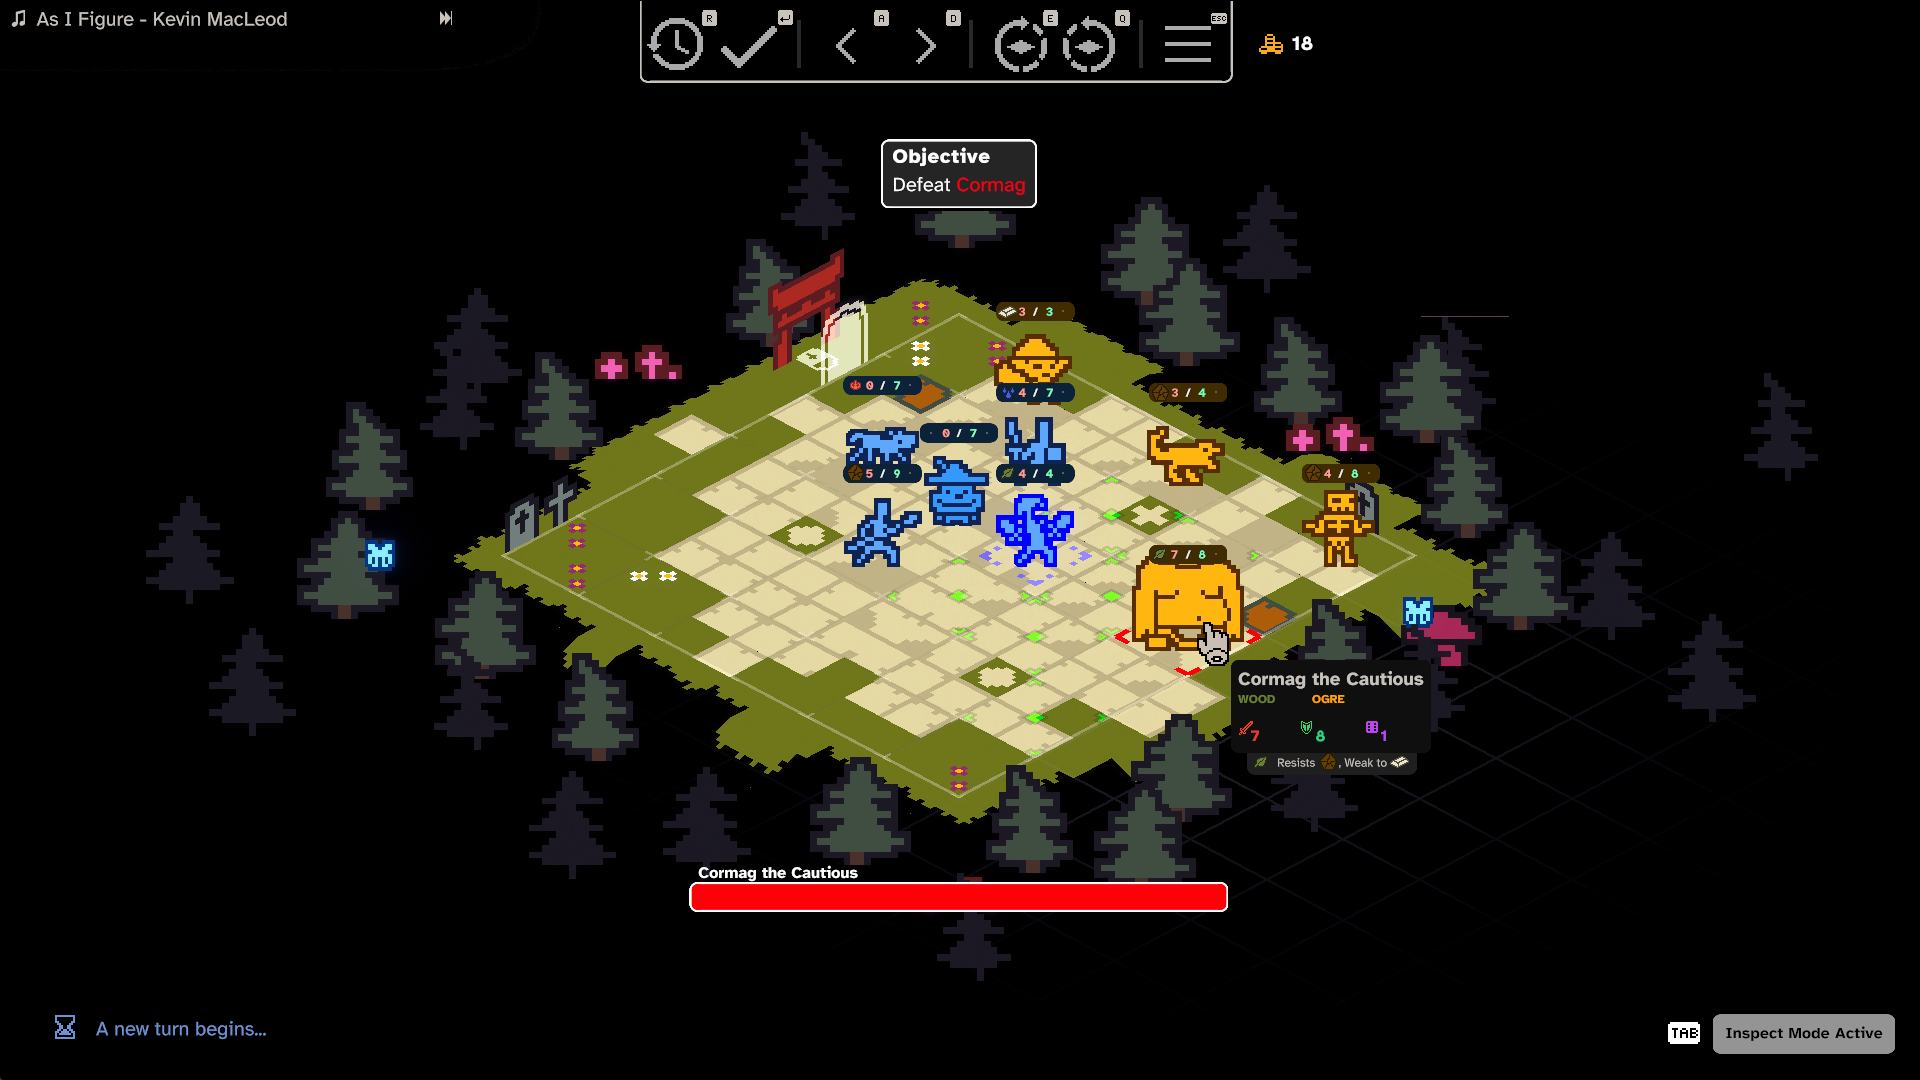 As I Figure - Kevin MacLeod
R
A
D
E
Q
ESC
18
Objective
Defeat Cormag
3 / 3
0 / 7
4 / 7
3 / 4
0 / 7
5 / 9
4 / 4
4 / 8
7 / 8
Cormag the Cautious
WOOD OGRE
7 8 1
Resists , Weak to
Cormag the Cautious
A new turn begins...
TAB
Inspect Mode Active